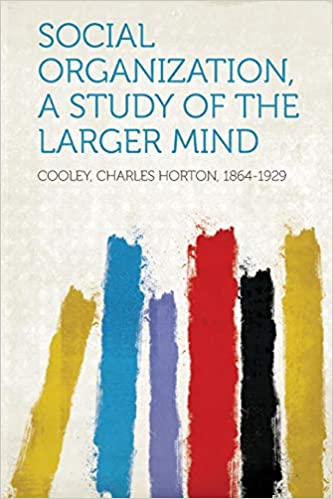 SOCIAL
ORGANIZATION,
A STUDY OF THE
LARGER MIND
COOLEY, CHARLES HORTON, 1864-1929